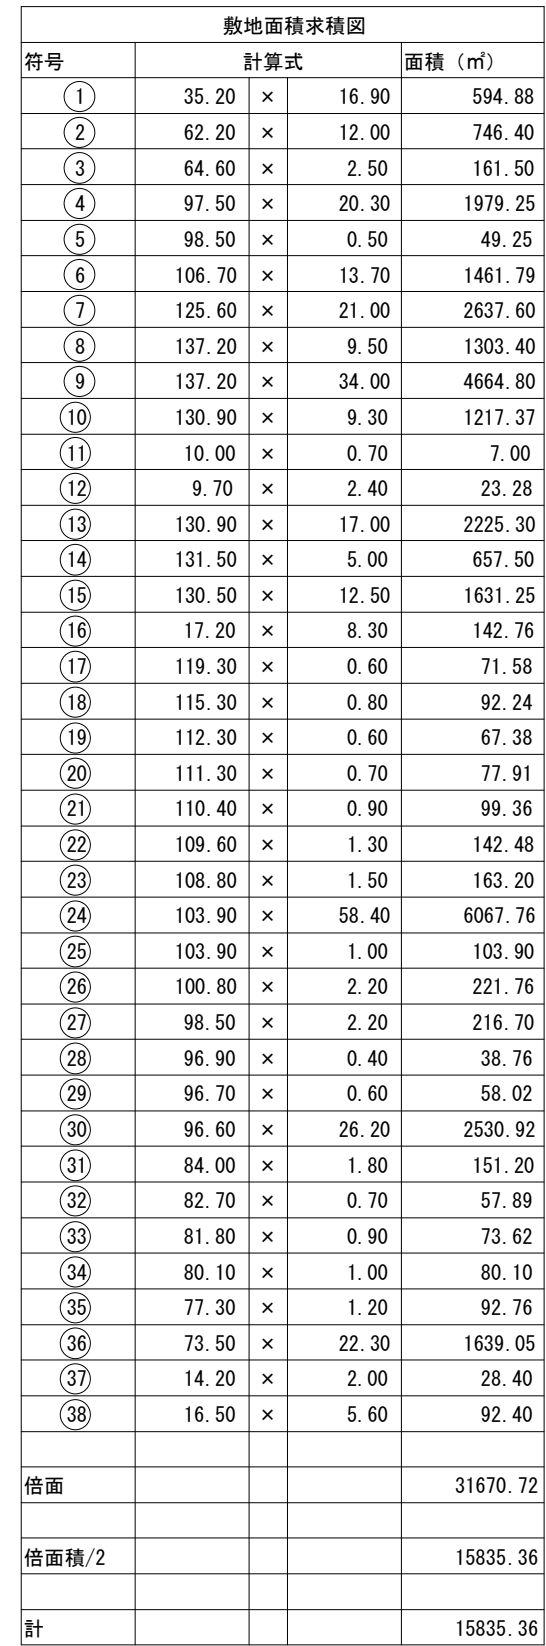 敷地面積求積図
符号 計算式 面積（㎡）
① 35.20 × 16.90 594.88
② 62.20 × 12.00 746.40
③ 64.60 × 2.50 161.50
④ 97.50 × 20.30 1979.25
⑤ 98.50 × 0.50 49.25
⑥ 106.70 × 13.70 1461.79
⑦ 125.60 × 21.00 2637.60
⑧ 137.20 × 9.50 1303.40
⑨ 137.20 × 34.00 4664.80
⑩ 130.90 × 9.30 1217.37
⑪ 10.00 × 0.70 7.00
⑫ 9.70 × 2.40 23.28
⑬ 130.90 × 17.00 2225.30
⑭ 131.50 × 5.00 657.50
⑮ 130.50 × 12.50 1631.25
⑯ 17.20 × 8.30 142.76
⑰ 119.30 × 0.60 71.58
⑱ 115.30 × 0.80 92.24
⑲ 112.30 × 0.60 67.38
⑳ 111.30 × 0.70 77.91
㉑ 110.40 × 0.90 99.36
㉒ 109.60 × 1.30 142.48
㉓ 108.80 × 1.50 163.20
㉔ 103.90 × 58.40 6067.76
㉕ 103.90 × 1.00 103.90
㉖ 100.80 × 2.20 221.76
㉗ 98.50 × 2.20 216.70
㉘ 96.90 × 0.40 38.76
㉙ 96.70 × 0.60 58.02
㉚ 96.60 × 26.20 2530.92
㉛ 84.00 × 1.80 151.20
㉜ 82.70 × 0.70 57.89
㉝ 81.80 × 0.90 73.62
㉞ 80.10 × 1.00 80.10
㉟ 77.30 × 1.20 92.76
㊱ 73.50 × 22.30 1639.05
㊲ 14.20 × 2.00 28.40
㊳ 16.50 × 5.60 92.40
倍面 31670.72
倍面積/2 15835.36
計 15835.36